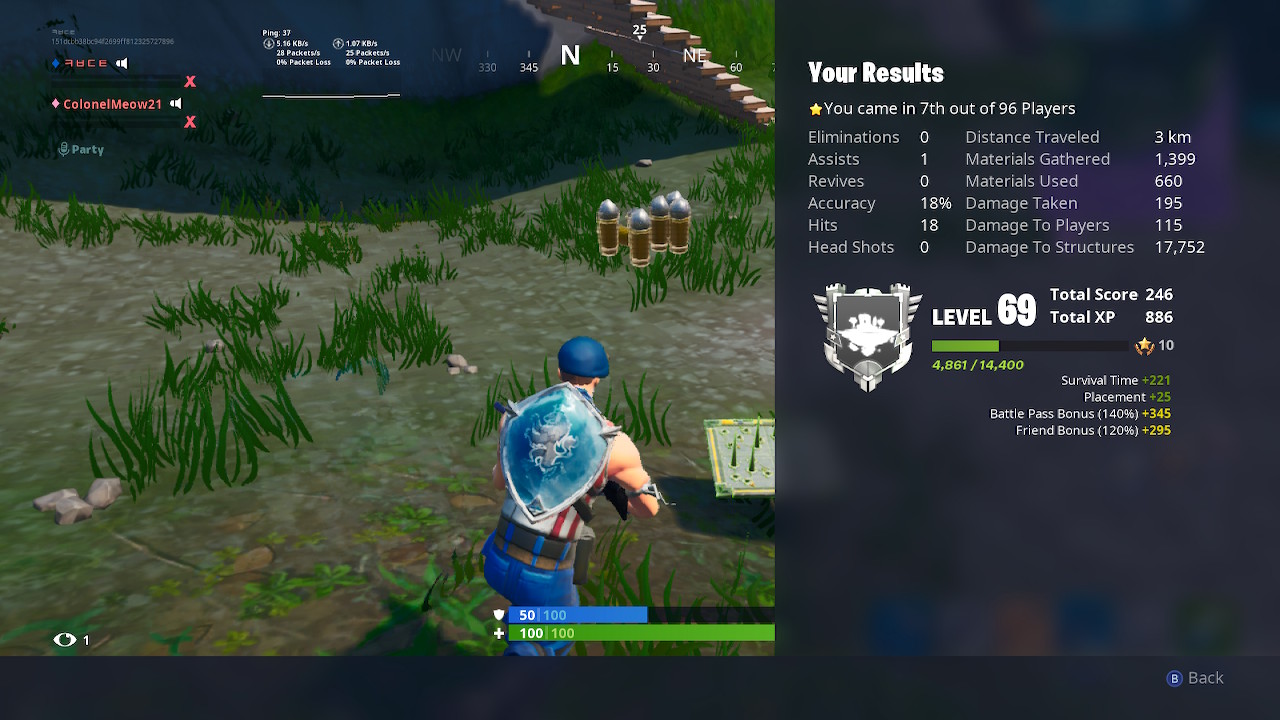 151dcbb38bc94f2699ff812325727896
ColonelMeow21
Party
Ping: 37
5.16 KB/s 1.07 KB/s
28 Packets/s 25 Packets/s
0% Packet Loss 0% Packet Loss
25
NW 330 345 N 15 30 NE 60
Your Results
You came in 7th out of 96 Players
Eliminations 0 Distance Traveled 3 km
Assists 1 Materials Gathered 1,399
Revives 0 Materials Used 660
Accuracy 18% Damage Taken 195
Hits 18 Damage To Players 115
Head Shots 0 Damage To Structures 17,752
LEVEL 69
Total Score 246
Total XP 886
10
4,861 / 14,400
Survival Time +221
Placement +25
Battle Pass Bonus (140%) +345
Friend Bonus (120%) +295
50 | 100
100 | 100
1
B Back